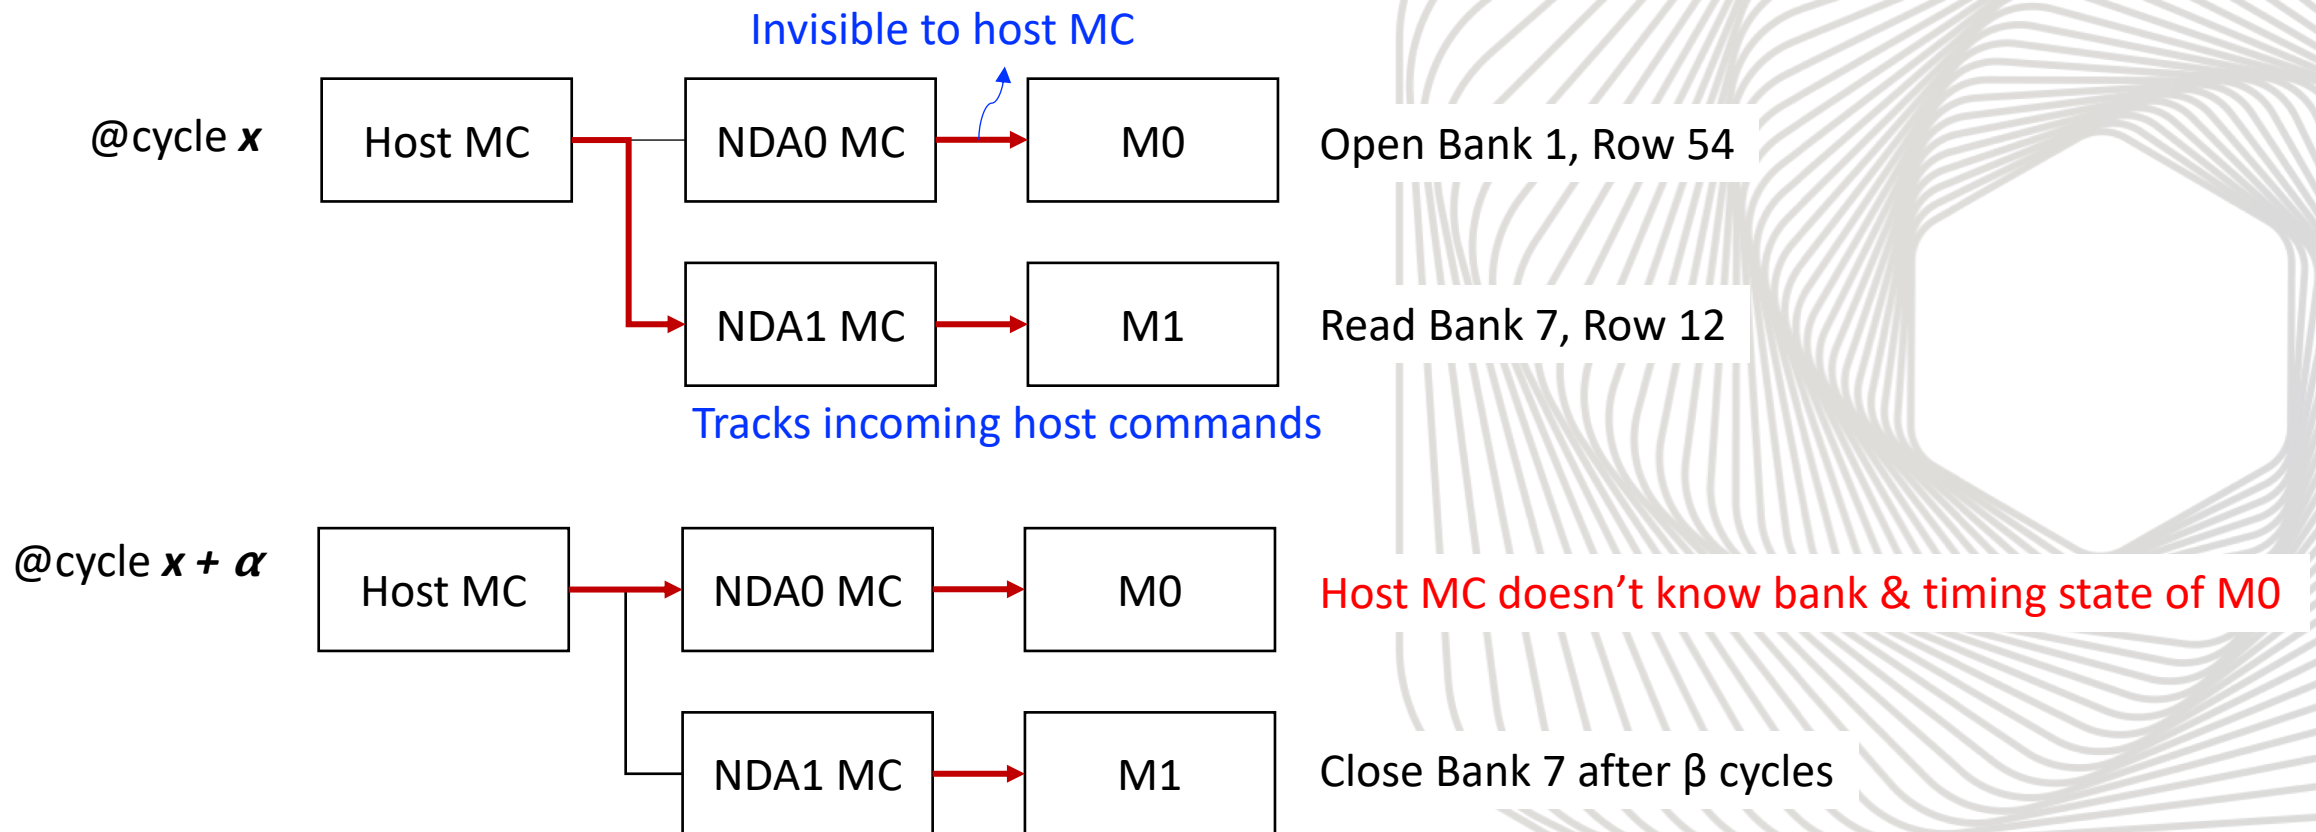 Invisible to host MC
@cycle x
Host MC
NDA0 MC
M0
Open Bank 1, Row 54
NDA1 MC
M1
Read Bank 7, Row 12
Tracks incoming host commands
@cycle x + α
Host MC
NDA0 MC
M0
Host MC doesn’t know bank & timing state of M0
NDA1 MC
M1
Close Bank 7 after β cycles